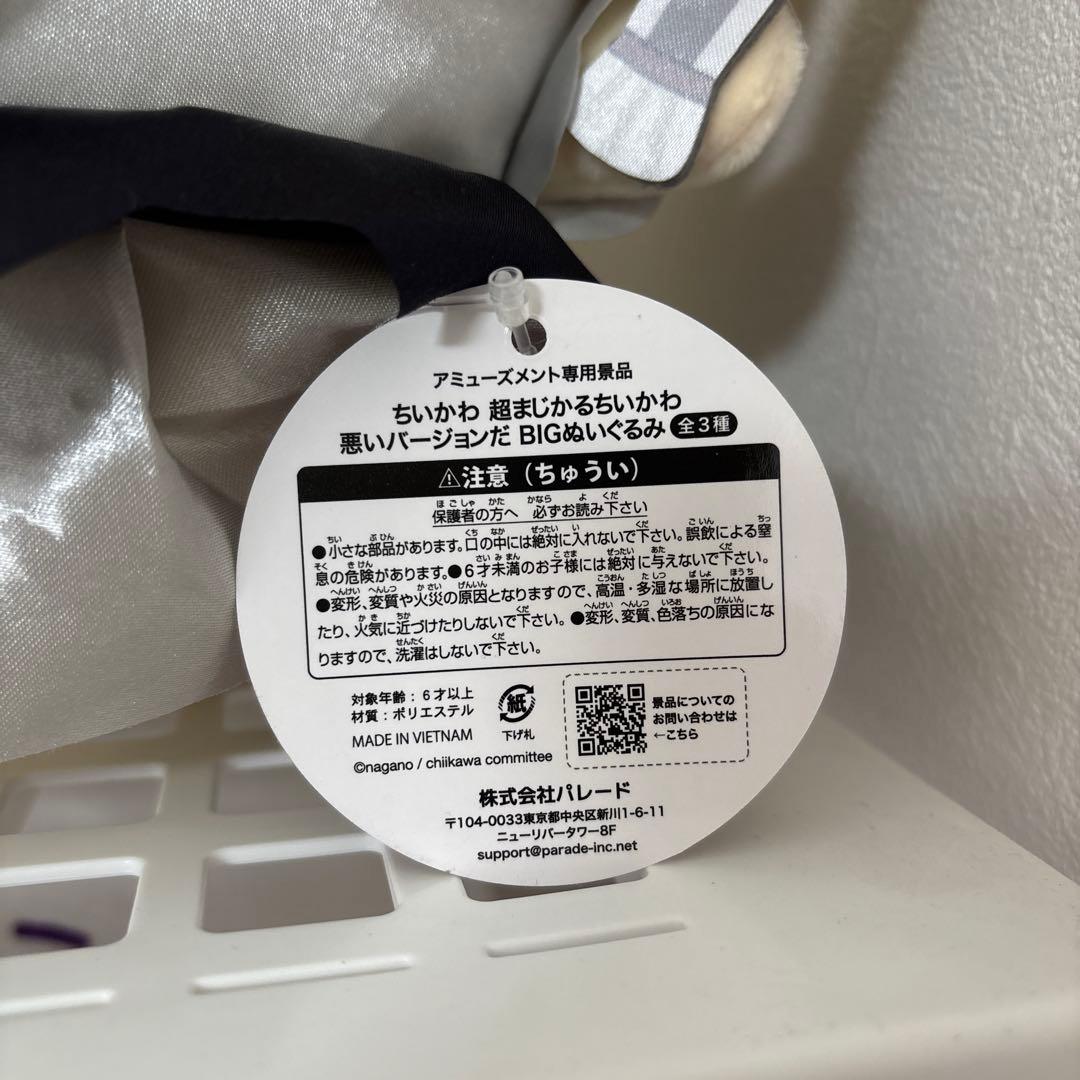 アミューズメント専用景品
ちいかわ 超まじかるちいかわ
悪いバージョンだ BIGぬいぐるみ 全3種
⚠注意（ちゅうい）
保護者の方へ 必ずお読み下さい
●小さな部品があります。口の中には絶対に入れないで下さい。誤飲による窒
息の危険があります。●6才未満のお子様には絶対に与えないで下さい。
●変形、変質や火災の原因となりますので、高温・多湿な場所に放置し
たり、火気に近づけたりしないで下さい。●変形、変質、色落ちの原因にな
りますので、洗濯はしないで下さい。
対象年齢：6才以上
材質：ポリエステル
MADE IN VIETNAM
©nagano / chiikawa committee
紙
下げ札
景品についての
お問い合わせは
←こちら
株式会社パレード
〒104-0033東京都中央区新川1-6-11
ニューリバータワー8F
support@parade-inc.net